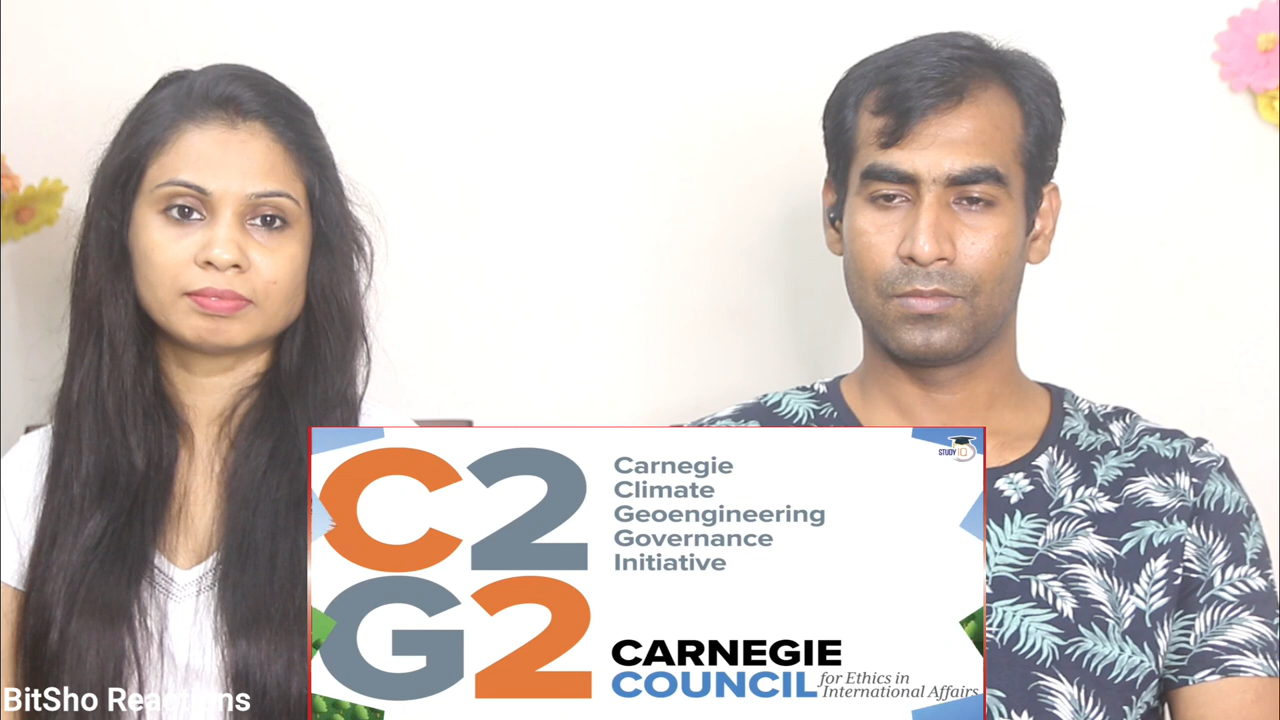 C2
G2
Carnegie
Climate
Geoengineering
Governance
Initiative
CARNEGIE
COUNCIL for Ethics in
International Affairs
STUDY IQ
BitSho Reactions